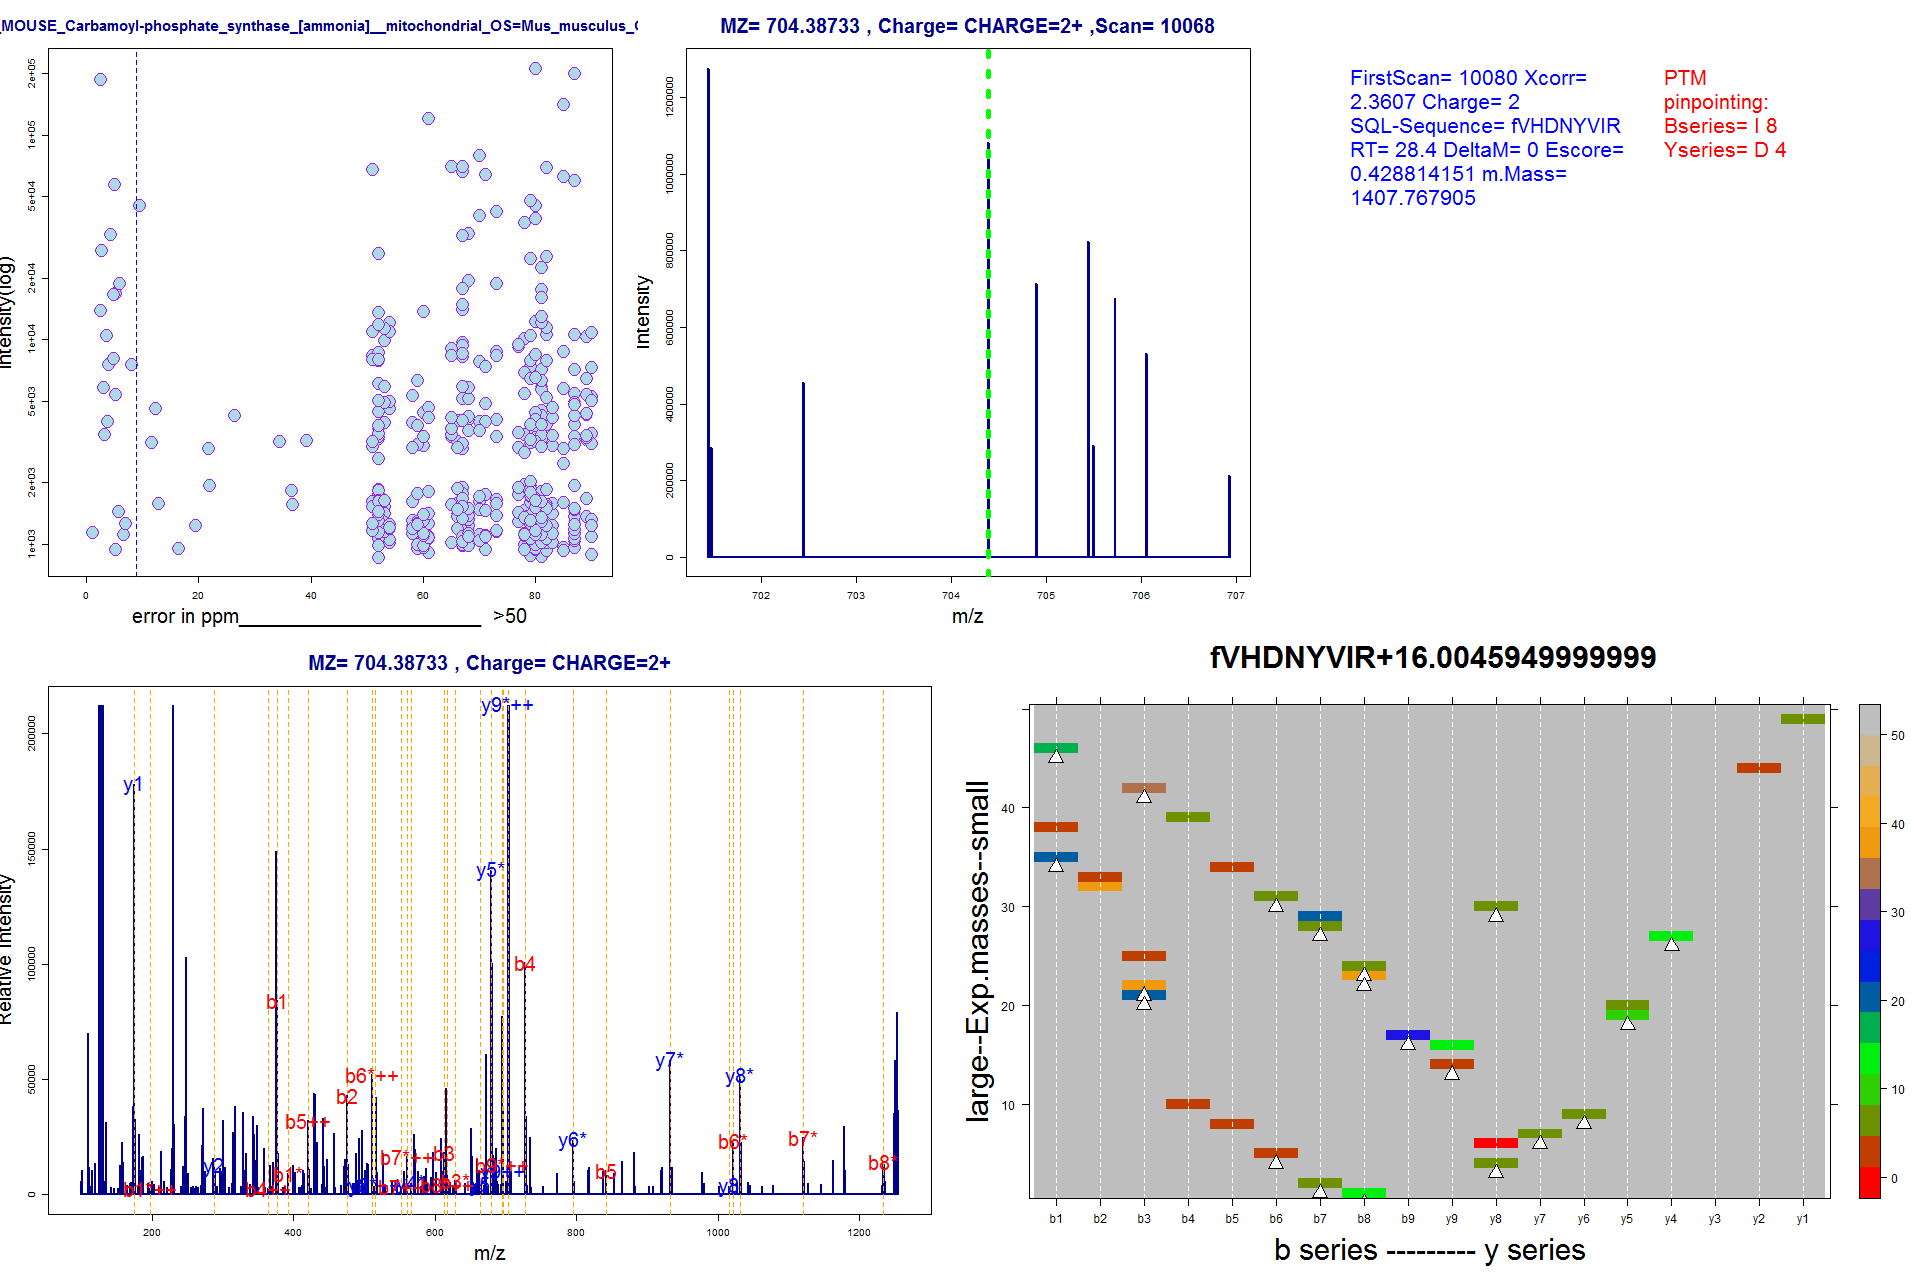 _MOUSE_Carbamoyl-phosphate_synthase_[ammonia]__mitochondrial_OS=Mus_musculus_
Intensity(log)
1e+03 2e+03 5e+03 1e+04 2e+04 5e+04 1e+05 2e+05
0 20 40 60 80
error in ppm______________________ >50
MZ= 704.38733 , Charge= CHARGE=2+ ,Scan= 10068
Intensity
0 200000 400000 600000 800000 1000000 1200000
702 703 704 705 706 707
m/z
FirstScan= 10080 Xcorr=
2.3607 Charge= 2
SQL-Sequence= fVHDNYVIR
RT= 28.4 DeltaM= 0 Escore=
0.428814151 m.Mass=
1407.767905
PTM
pinpointing:
Bseries= I 8
Yseries= D 4
MZ= 704.38733 , Charge= CHARGE=2+
Relative Intensity
0 50000 100000 150000 200000
y9*++
y1
y5*
b4
b1
y7*
b6*++
y8*
b2
b5++
y6*
b6*
b7*
b3
b7*++
y2
b8*
b5
b1*
y8
200 400 600 800 1000 1200
m/z
fVHDNYVIR+16.0045949999999
large--Exp.masses--small
10 20 30 40
b1 b2 b3 b4 b5 b6 b7 b8 b9 y9 y8 y7 y6 y5 y4 y3 y2 y1
b series --------- y series
0 10 20 30 40 50